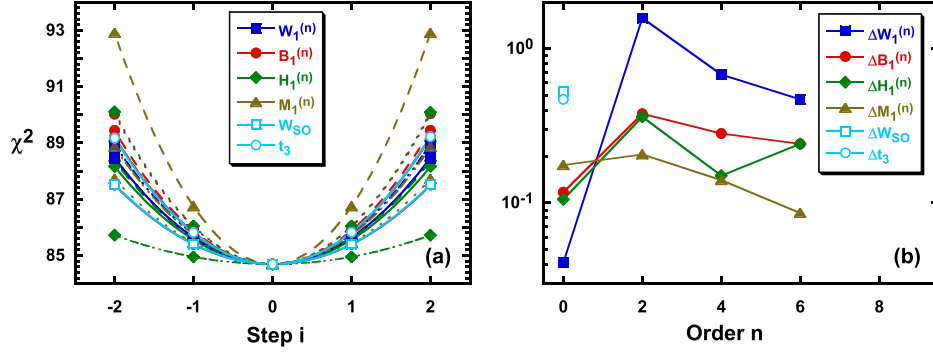 93
91
89
87
85
χ²
-2 -1 0 1 2
Step i
W₁⁽ⁿ⁾
B₁⁽ⁿ⁾
H₁⁽ⁿ⁾
M₁⁽ⁿ⁾
W_SO
t₃
(a)
10⁰
10⁻¹
0 2 4 6 8
Order n
ΔW₁⁽ⁿ⁾
ΔB₁⁽ⁿ⁾
ΔH₁⁽ⁿ⁾
ΔM₁⁽ⁿ⁾
ΔW_SO
Δt₃
(b)